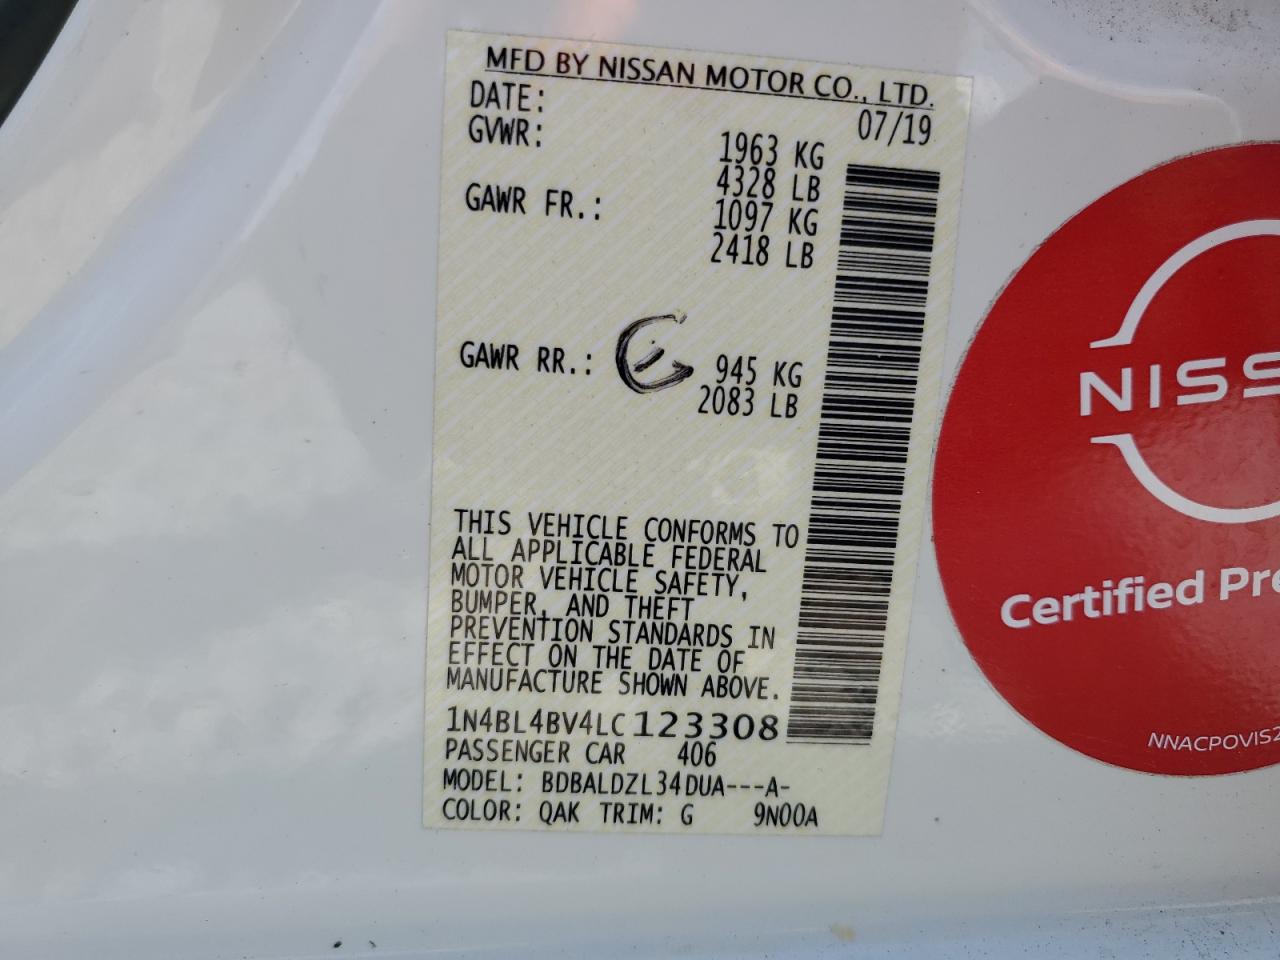 MFD BY NISSAN MOTOR CO., LTD.
DATE: 07/19
GVWR: 1963 KG
4328 LB
GAWR FR.: 1097 KG
2418 LB
GAWR RR.: 945 KG
2083 LB
THIS VEHICLE CONFORMS TO
ALL APPLICABLE FEDERAL
MOTOR VEHICLE SAFETY,
BUMPER, AND THEFT
PREVENTION STANDARDS IN
EFFECT ON THE DATE OF
MANUFACTURE SHOWN ABOVE.
1N4BL4BV4LC123308
PASSENGER CAR 406
MODEL: BDBALDZL34DUA---A-
COLOR: QAK TRIM: G 9N00A
NISS
Certified Pre
NNACPOVIS2